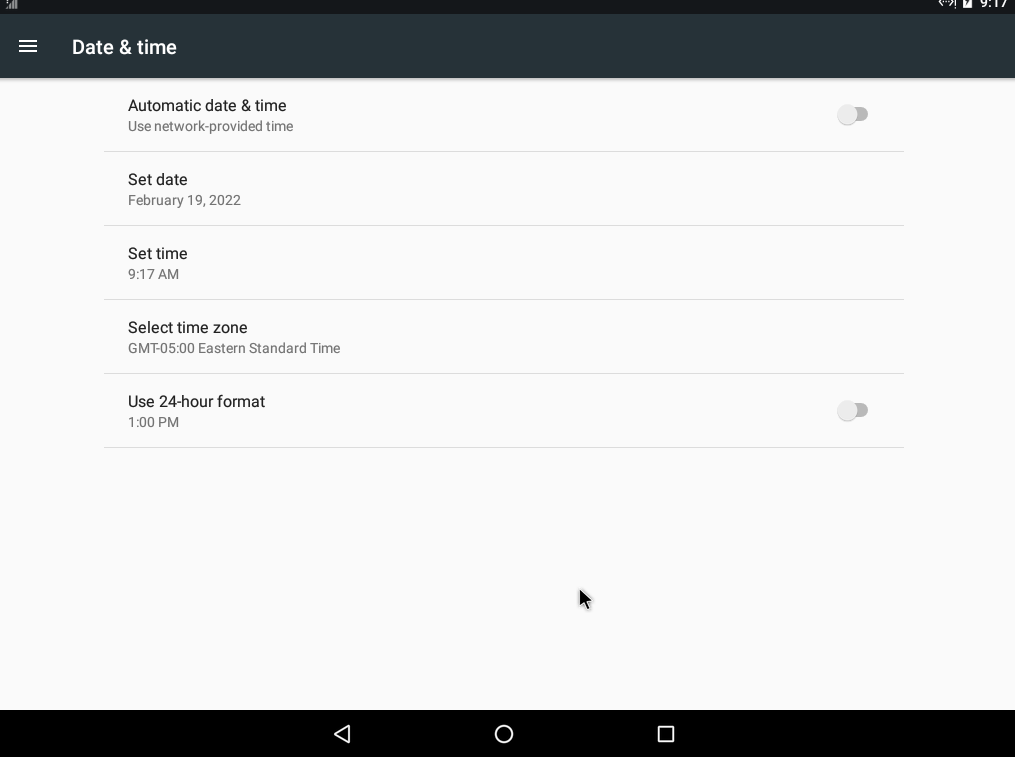 9:17
Date & time
Automatic date & time
Use network-provided time
Set date
February 19, 2022
Set time
9:17 AM
Select time zone
GMT-05:00 Eastern Standard Time
Use 24-hour format
1:00 PM